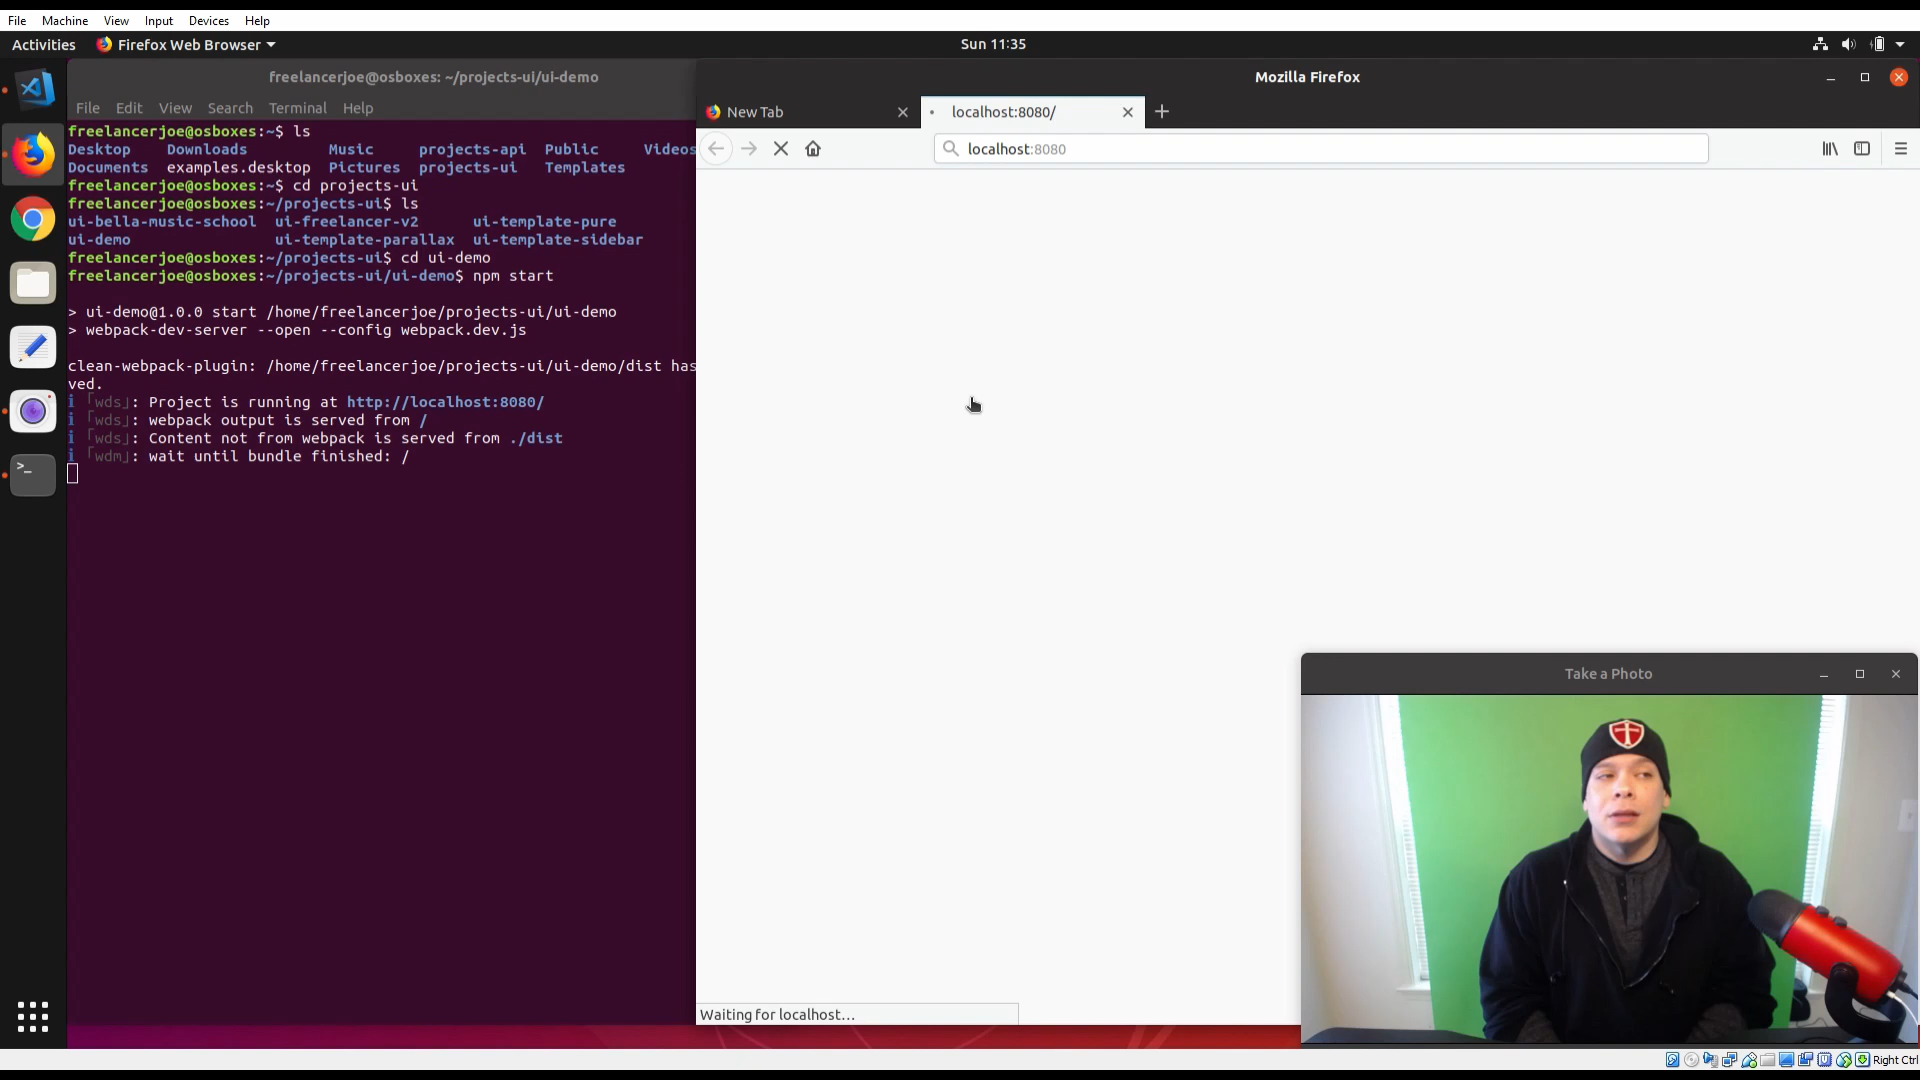 File Machine View Input Devices Help
Activities Firefox Web Browser Sun 11:35
freelancerjoe@osboxes: ~/projects-ui/ui-demo
File Edit View Search Terminal Help
freelancerjoe@osboxes:~$ ls
Desktop Downloads Music projects-api Public Videos
Documents examples.desktop Pictures projects-ui Templates
freelancerjoe@osboxes:~$ cd projects-ui
freelancerjoe@osboxes:~/projects-ui$ ls
ui-bella-music-school ui-freelancer-v2 ui-template-pure
ui-demo ui-template-parallax ui-template-sidebar
freelancerjoe@osboxes:~/projects-ui$ cd ui-demo
freelancerjoe@osboxes:~/projects-ui/ui-demo$ npm start
> ui-demo@1.0.0 start /home/freelancerjoe/projects-ui/ui-demo
> webpack-dev-server --open --config webpack.dev.js
clean-webpack-plugin: /home/freelancerjoe/projects-ui/ui-demo/dist has
ved.
ℹ ｢wds｣: Project is running at http://localhost:8080/
ℹ ｢wds｣: webpack output is served from /
ℹ ｢wds｣: Content not from webpack is served from ./dist
ℹ ｢wdm｣: wait until bundle finished: /
Mozilla Firefox
New Tab
localhost:8080/
localhost:8080
Waiting for localhost…
Take a Photo
Right Ctrl